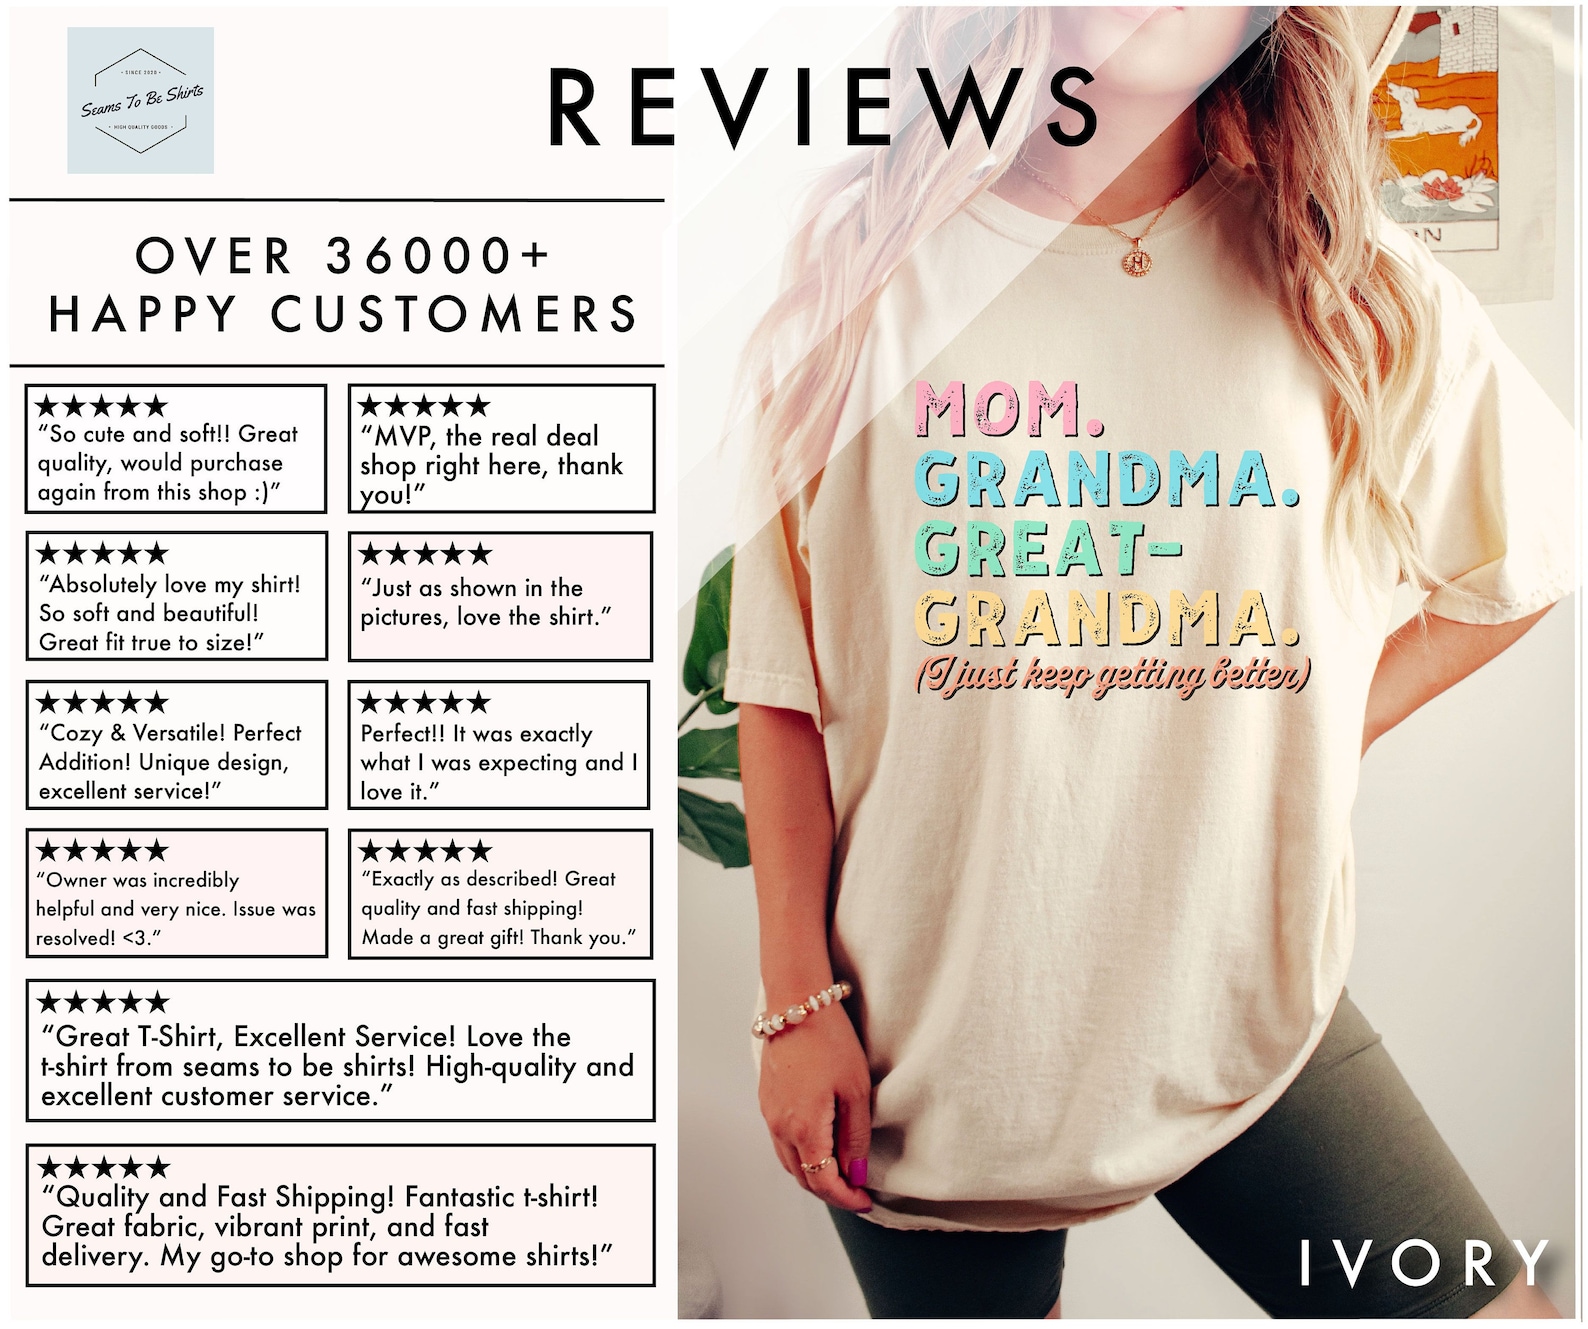 · SINCE 2020 ·
Seams To Be Shirts
· HIGH QUALITY GOODS ·
REVIEWS
OVER 36000+
HAPPY CUSTOMERS
★★★★★
“So cute and soft!! Great
quality, would purchase
again from this shop :)”
★★★★★
“MVP, the real deal
shop right here, thank
you!”
★★★★★
“Absolutely love my shirt!
So soft and beautiful!
Great fit true to size!”
★★★★★
“Just as shown in the
pictures, love the shirt.”
★★★★★
“Cozy & Versatile! Perfect
Addition! Unique design,
excellent service!”
★★★★★
Perfect!! It was exactly
what I was expecting and I
love it.”
★★★★★
“Owner was incredibly
helpful and very nice. Issue was
resolved! <3.”
★★★★★
“Exactly as described! Great
quality and fast shipping!
Made a great gift! Thank you.”
★★★★★
“Great T-Shirt, Excellent Service! Love the
t-shirt from seams to be shirts! High-quality and
excellent customer service.”
★★★★★
“Quality and Fast Shipping! Fantastic t-shirt!
Great fabric, vibrant print, and fast
delivery. My go-to shop for awesome shirts!”
MOM.
GRANDMA.
GREAT-
GRANDMA.
(I just keep getting better)
IVORY